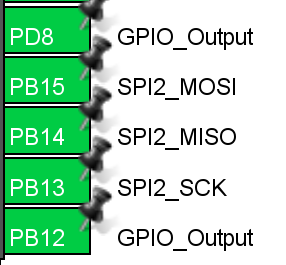 PD8 GPIO_Output
PB15 SPI2_MOSI
PB14 SPI2_MISO
PB13 SPI2_SCK
PB12 GPIO_Output